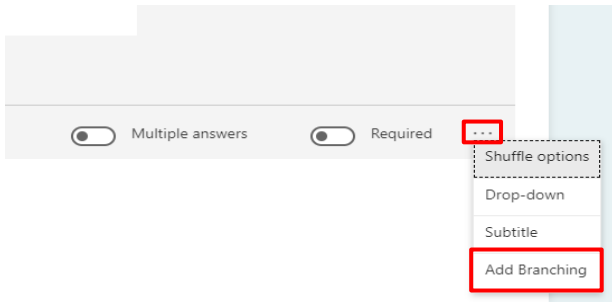 Multiple answers Required ...
Shuffle options
Drop-down
Subtitle
Add Branching